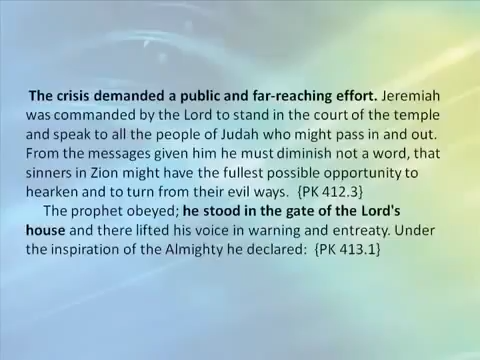 The crisis demanded a public and far-reaching effort. Jeremiah
was commanded by the Lord to stand in the court of the temple
and speak to all the people of Judah who might pass in and out.
From the messages given him he must diminish not a word, that
sinners in Zion might have the fullest possible opportunity to
hearken and to turn from their evil ways.  {PK 412.3}
The prophet obeyed; he stood in the gate of the Lord's
house and there lifted his voice in warning and entreaty. Under
the inspiration of the Almighty he declared:  {PK 413.1}